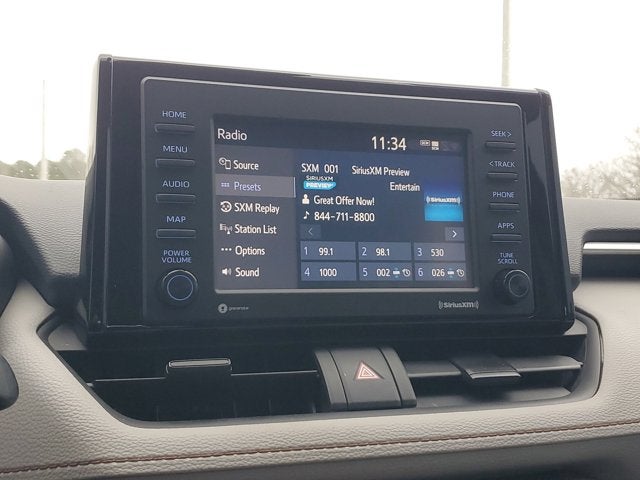 HOME
MENU
AUDIO
MAP
POWER
VOLUME
Radio
11:34
Source
Presets
SXM Replay
Station List
Options
Sound
SXM 001 SiriusXM Preview
SIRIUSXM
PREVIEW
Entertain
Great Offer Now!
844-711-8800
((SiriusXM))
1 99.1
2 98.1
3 530
4 1000
5 002
6 026
SEEK >
< TRACK
PHONE
APPS
TUNE
SCROLL
((SiriusXM))